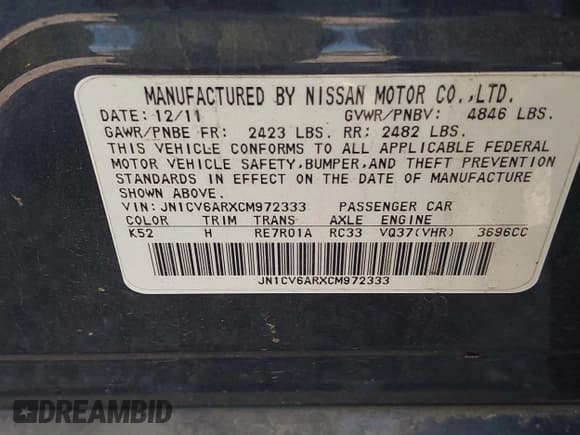 MANUFACTURED BY NISSAN MOTOR CO.,LTD.
DATE: 12/11 GVWR/PNBV: 4846 LBS.
GAWR/PNBE FR: 2423 LBS. RR: 2482 LBS.
THIS VEHICLE CONFORMS TO ALL APPLICABLE FEDERAL
MOTOR VEHICLE SAFETY,BUMPER,AND THEFT PREVENTION
STANDARDS IN EFFECT ON THE DATE OF MANUFACTURE
SHOWN ABOVE.
VIN: JN1CV6ARXCM972333 PASSENGER CAR
COLOR TRIM TRANS AXLE ENGINE
K52 H RE7R01A RC33 VQ37(VHR) 3696CC
JN1CV6ARXCM972333
DREAMBID